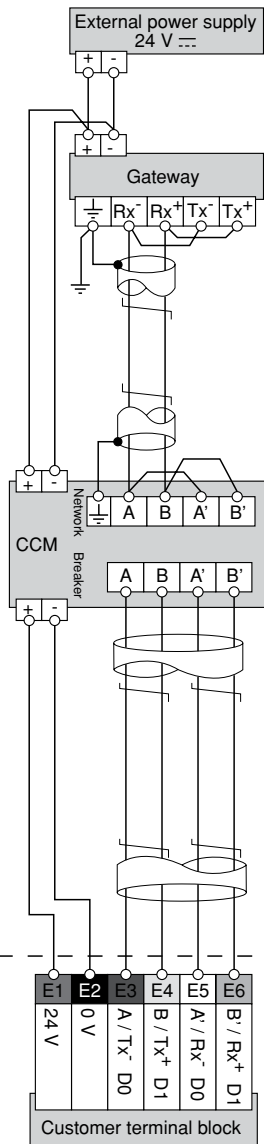 External power supply
24 V ⎓
+ -
+ -
Gateway
⏚ Rx- Rx+ Tx- Tx+
+ -
Network
⏚ A B A' B'
CCM
Breaker
A B A' B'
+ -
E1 E2 E3 E4 E5 E6
24 V
0 V
A / Tx- D0
B / Tx+ D1
A' / Rx- D0
B' / Rx+ D1
Customer terminal block